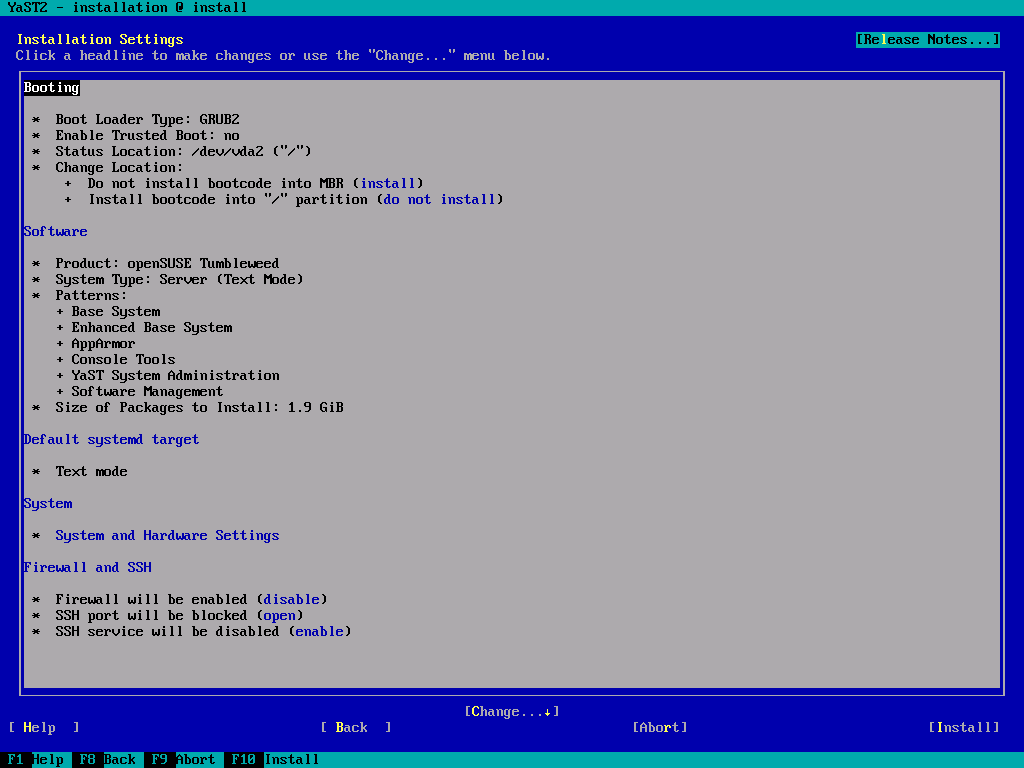 YaST2 - installation @ install
Installation Settings [Release Notes...]
Click a headline to make changes or use the "Change..." menu below.
Booting
* Boot Loader Type: GRUB2
* Enable Trusted Boot: no
* Status Location: /dev/vda2 ("/")
* Change Location:
+ Do not install bootcode into MBR (install)
+ Install bootcode into "/" partition (do not install)
Software
* Product: openSUSE Tumbleweed
* System Type: Server (Text Mode)
* Patterns:
+ Base System
+ Enhanced Base System
+ AppArmor
+ Console Tools
+ YaST System Administration
+ Software Management
* Size of Packages to Install: 1.9 GiB
Default systemd target
* Text mode
System
* System and Hardware Settings
Firewall and SSH
* Firewall will be enabled (disable)
* SSH port will be blocked (open)
* SSH service will be disabled (enable)
[Change...↓]
[ Help ] [ Back ] [Abort] [Install]
F1 Help F8 Back F9 Abort F10 Install